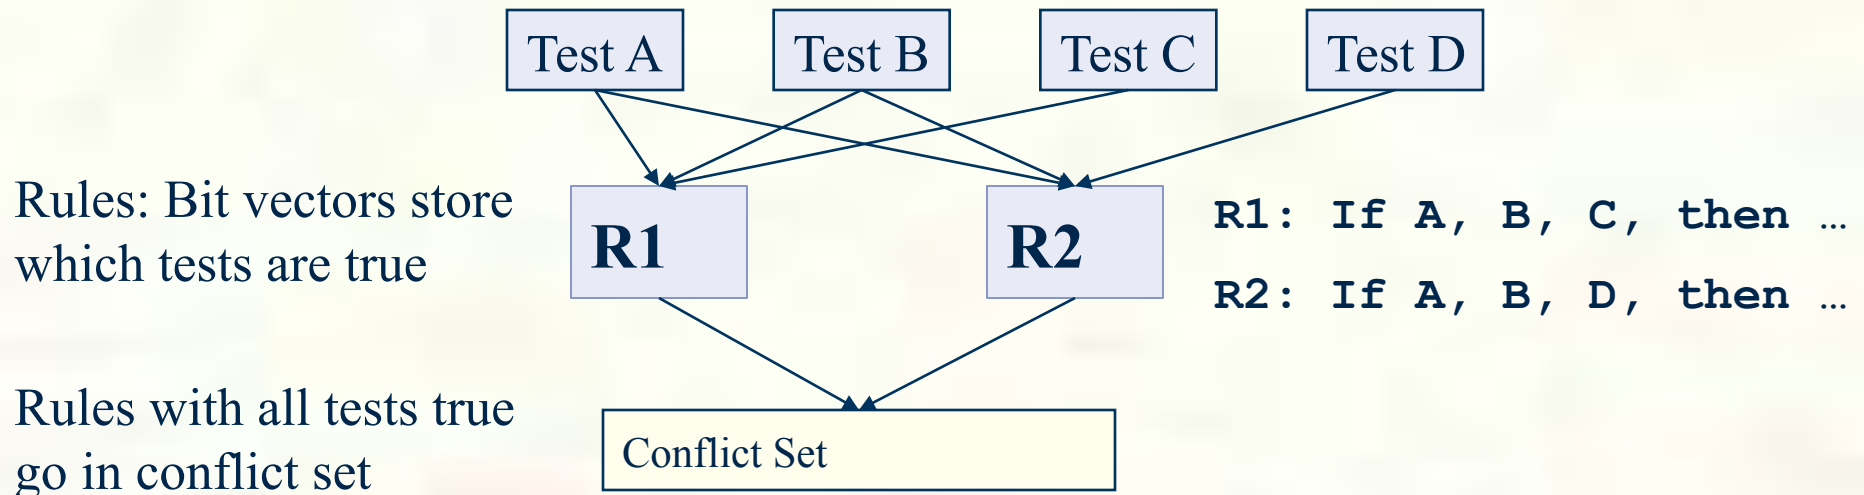 Test A
Test B
Test C
Test D
Rules: Bit vectors store
which tests are true
R1
R2
R1: If A, B, C, then …
R2: If A, B, D, then …
Rules with all tests true
go in conflict set
Conflict Set